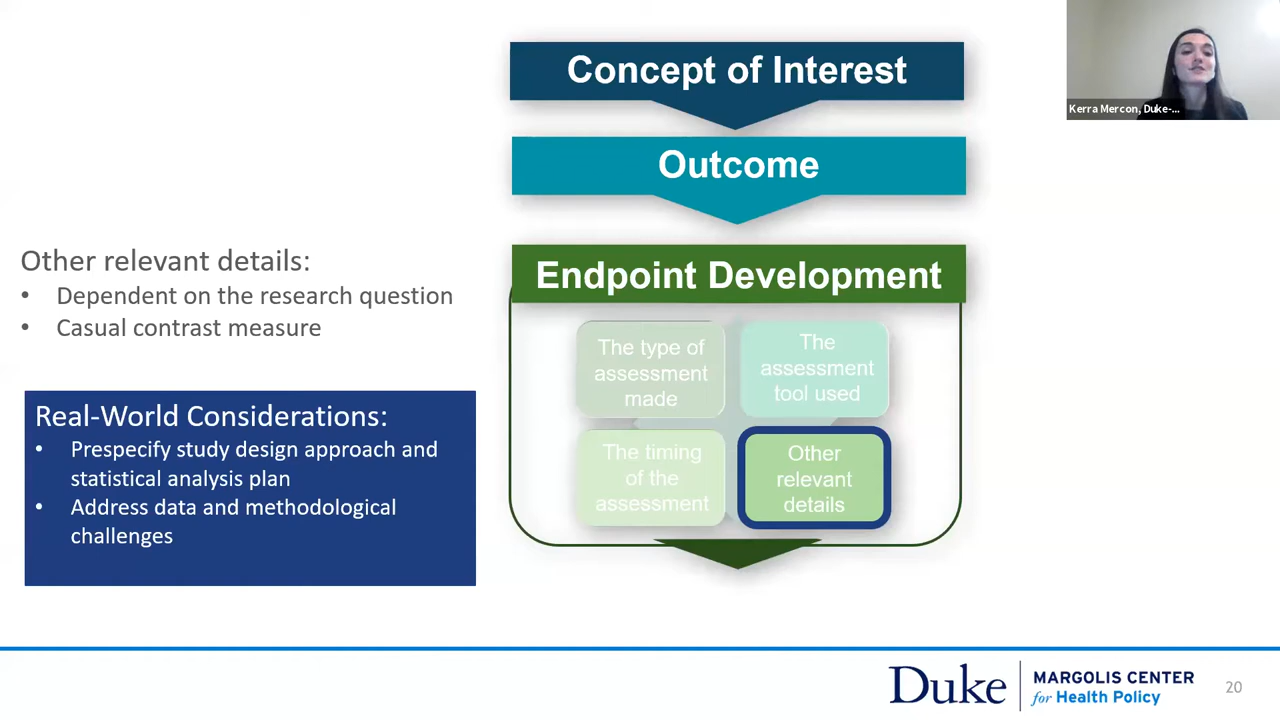 Concept of Interest
Kerra Mercon, Duke-...
Outcome
Other relevant details:
• Dependent on the research question
• Casual contrast measure
Endpoint Development
The type of
assessment
made
The
assessment
tool used
The timing
of the
assessment
Other
relevant
details
Real-World Considerations:
• Prespecify study design approach and
statistical analysis plan
• Address data and methodological
challenges
Duke
MARGOLIS CENTER
for Health Policy
20